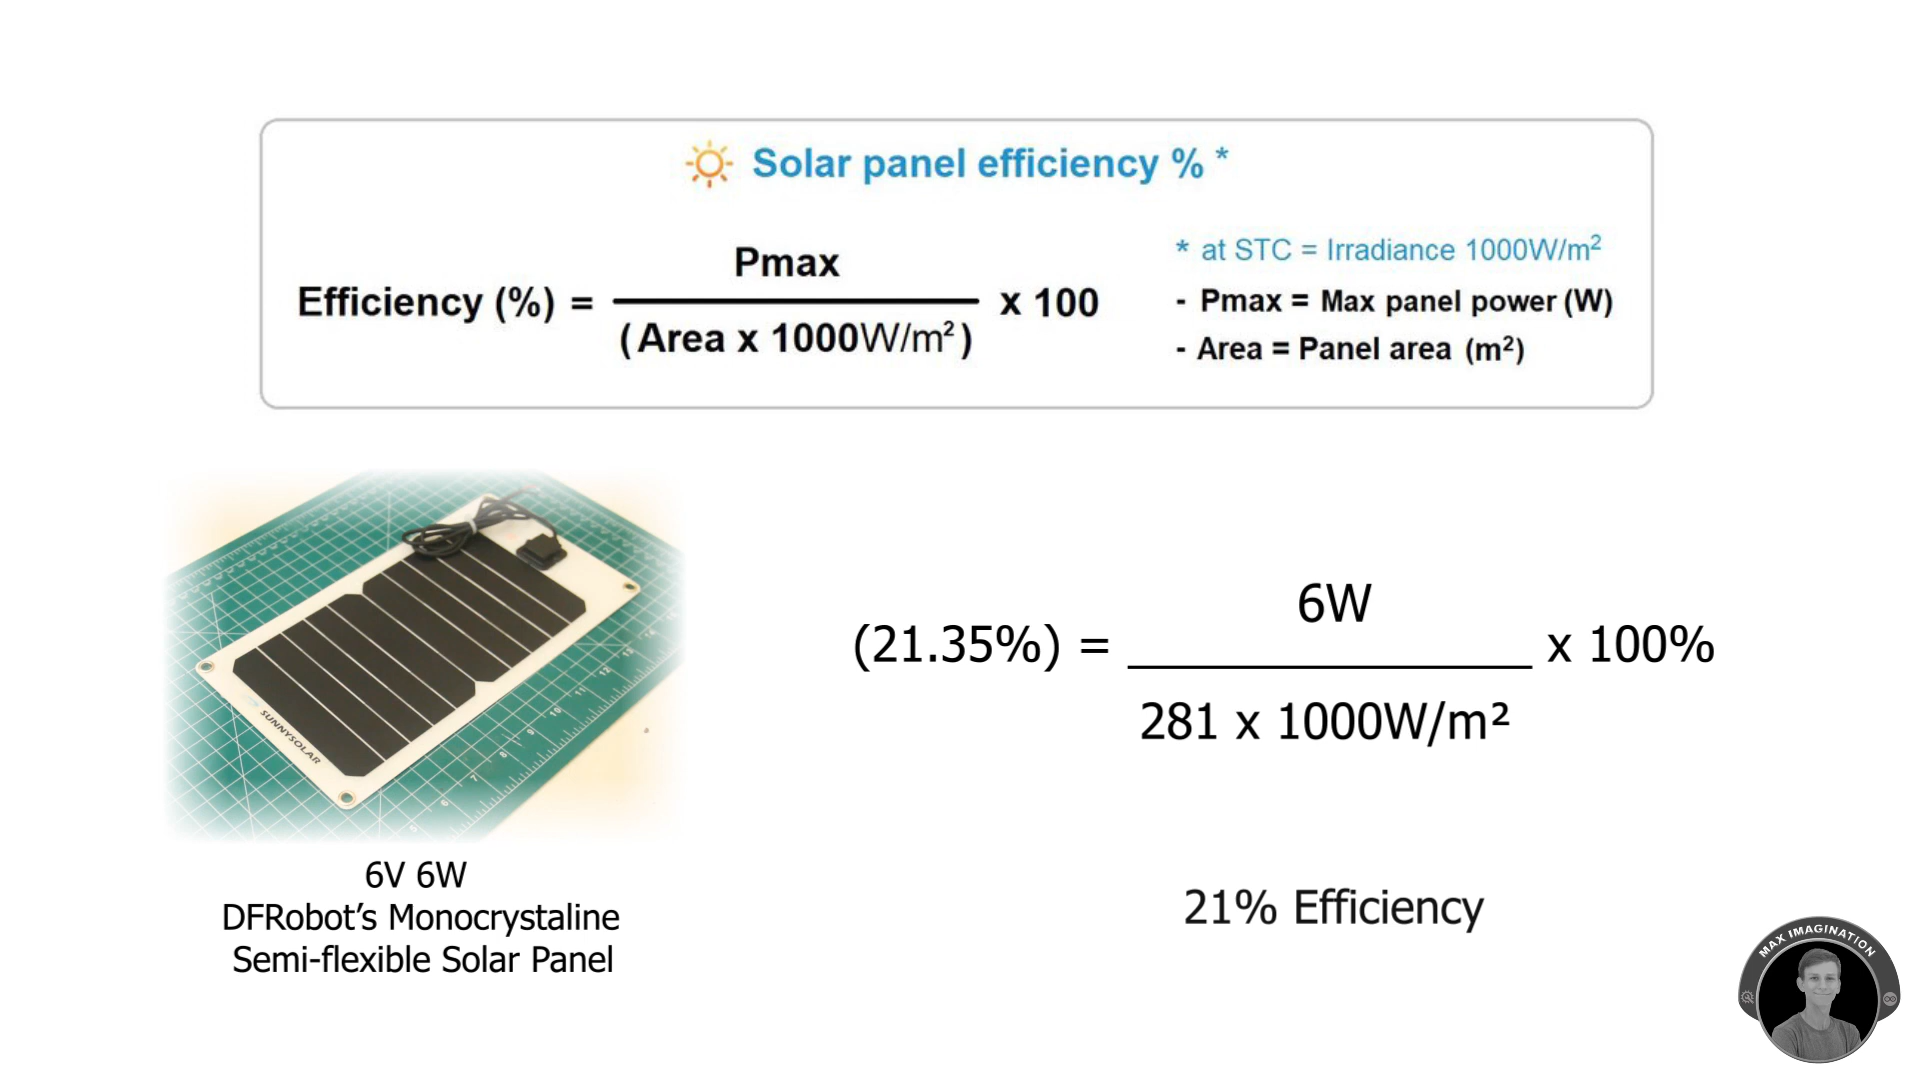 Solar panel efficiency % *
Efficiency (%) =
Pmax
(Area x 1000W/m²)
x 100
* at STC = Irradiance 1000W/m²
- Pmax = Max panel power (W)
- Area = Panel area (m²)
SUNNYSOLAR
6V 6W
DFRobot’s Monocrystaline
Semi-flexible Solar Panel
(21.35%) =
6W
281 x 1000W/m²
x 100%
21% Efficiency
MAX IMAGINATION